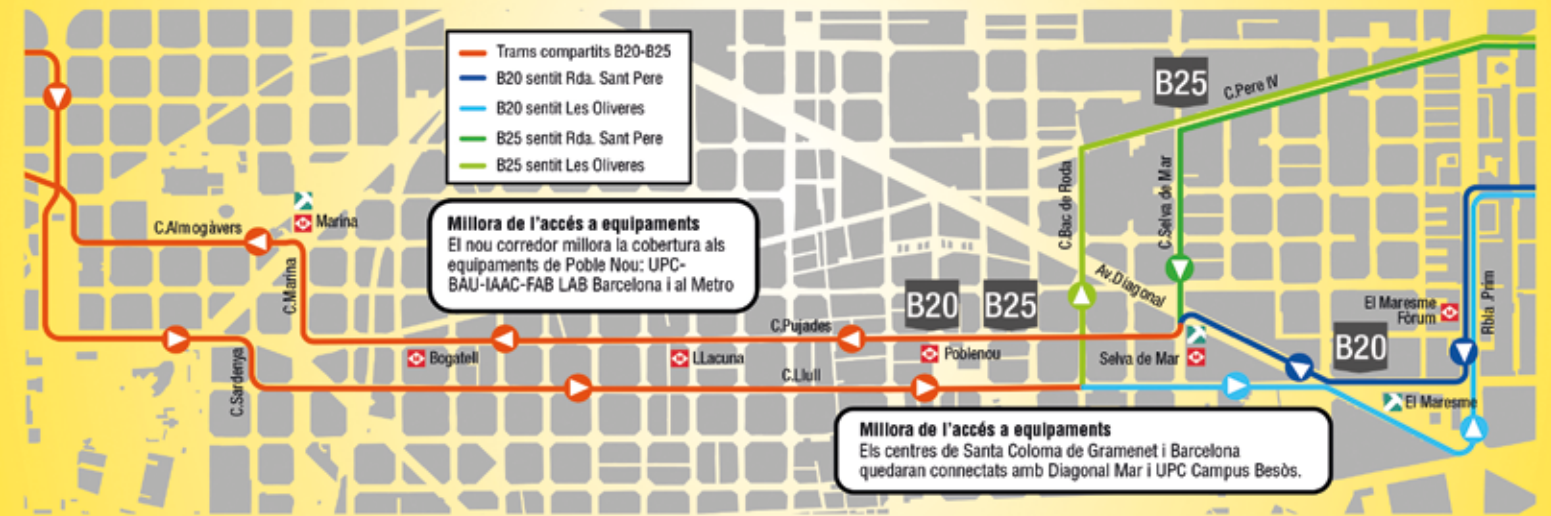 Trams compartits B20-B25
B20 sentit Rda. Sant Pere
B20 sentit Les Oliveres
B25 sentit Rda. Sant Pere
B25 sentit Les Oliveres
B25
C.Pere IV
C.Bac de Roda
C.Selva de Mar
Marina
C.Almogàvers
C.Marina
Millora de l'accés a equipaments
El nou corredor millora la cobertura als
equipaments de Poble Nou: UPC-
BAU-IAAC-FAB LAB Barcelona i al Metro
Av.Diagonal
B20
B25
El Maresme
Fòrum
Rbla .Prim
C.Pujades
B20
Bogatell
LLacuna
Poblenou
Selva de Mar
C.Sardenya
C.Llull
El Maresme
Millora de l'accés a equipaments
Els centres de Santa Coloma de Gramenet i Barcelona
quedaran connectats amb Diagonal Mar i UPC Campus Besòs.